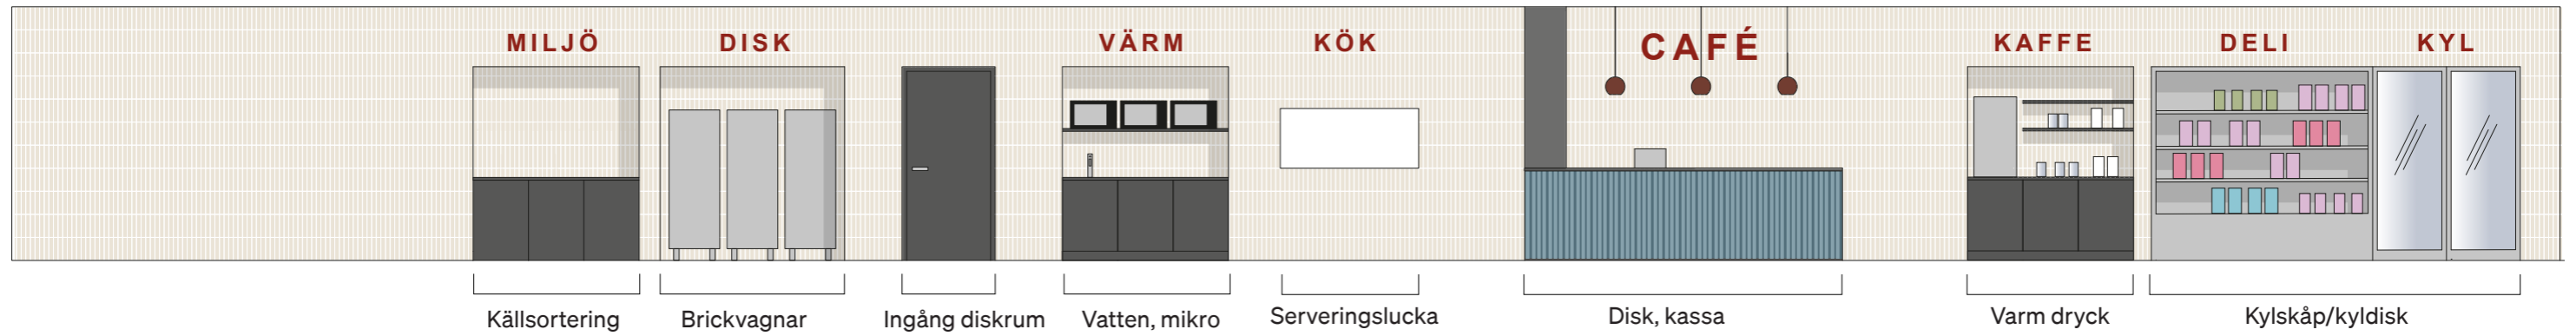 MILJÖ DISK VÄRM KÖK CAFÉ KAFFE DELI KYL
Källsortering Brickvagnar Ingång diskrum Vatten, mikro Serveringslucka Disk, kassa Varm dryck Kylskåp/kyldisk